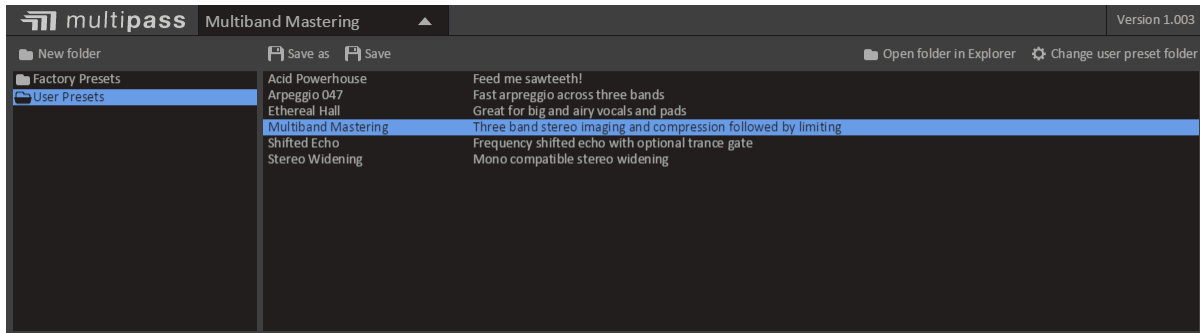 multipass Multiband Mastering Version 1.003
New folder Save as Save Open folder in Explorer Change user preset folder
Factory Presets
User Presets
Acid Powerhouse Feed me sawteeth!
Arpeggio 047 Fast arpreggio across three bands
Ethereal Hall Great for big and airy vocals and pads
Multiband Mastering Three band stereo imaging and compression followed by limiting
Shifted Echo Frequency shifted echo with optional trance gate
Stereo Widening Mono compatible stereo widening